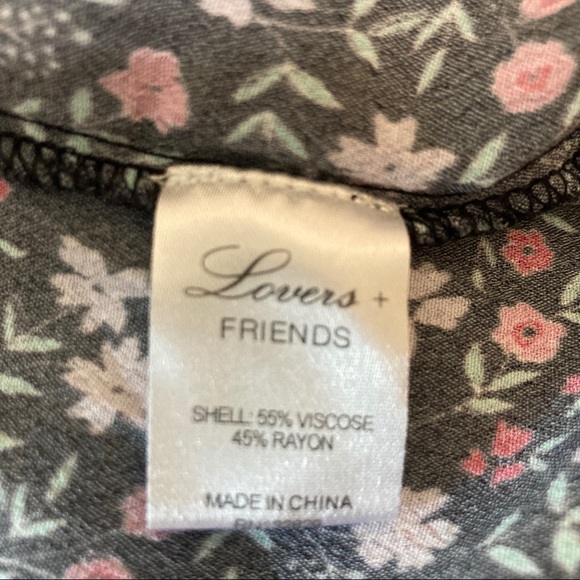 Lovers +
FRIENDS
SHELL: 55% VISCOSE
45% RAYON
MADE IN CHINA